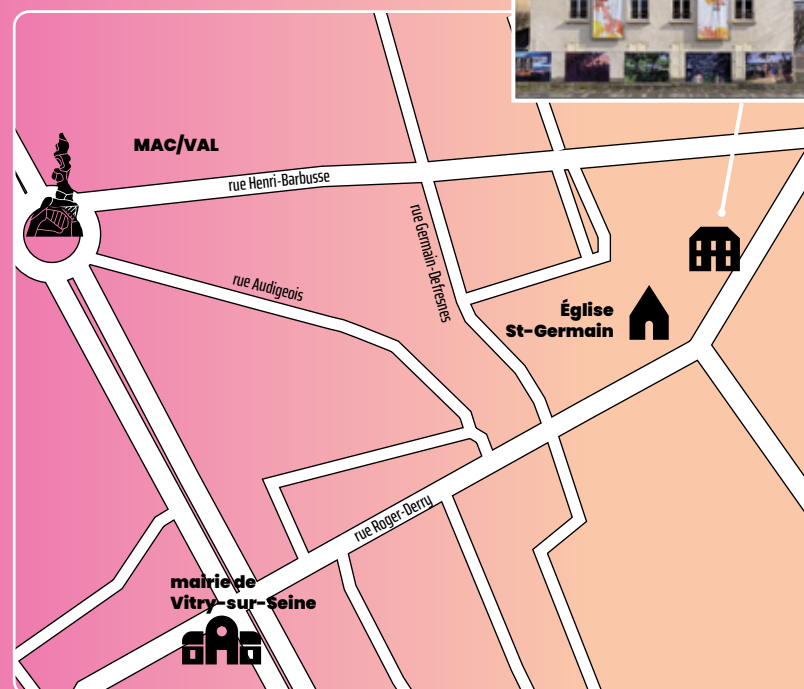 MAC/VAL
rue Henri-Barbusse
rue Germain-Defresnes
rue Audigeois
Église
St-Germain
rue Roger-Derry
mairie de
Vitry-sur-Seine